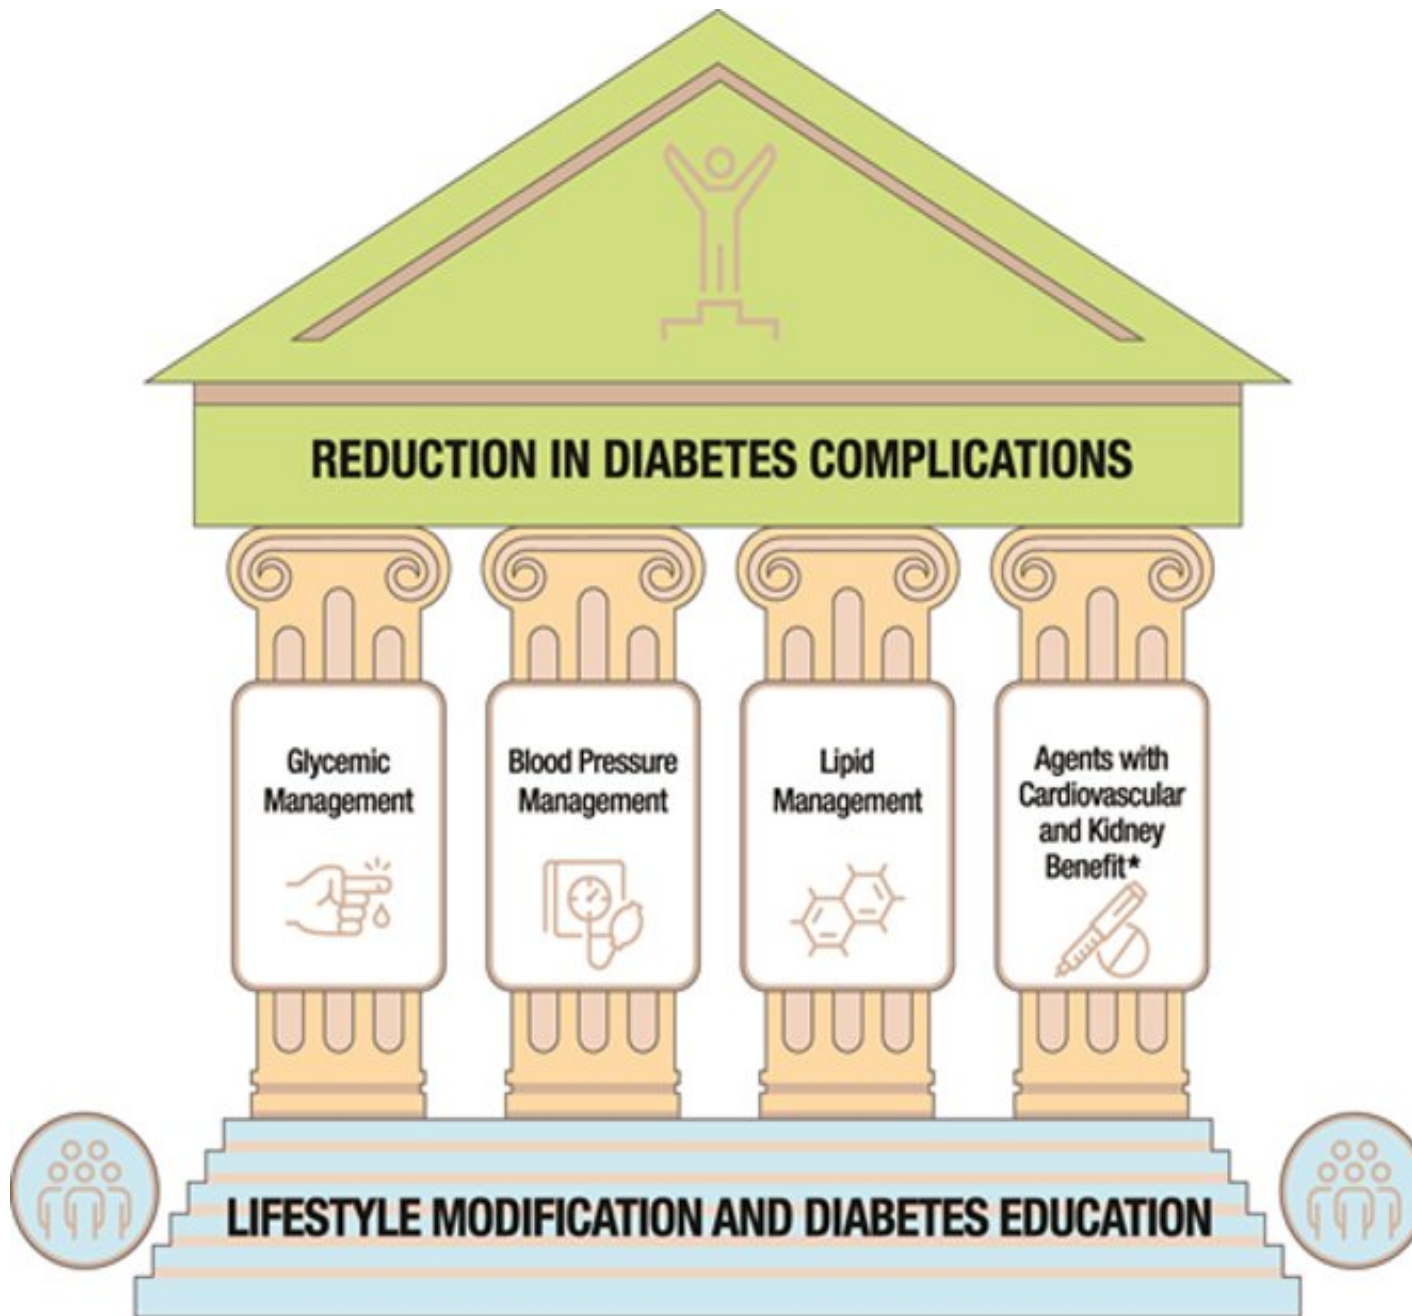 REDUCTION IN DIABETES COMPLICATIONS
Glycemic
Management
Blood Pressure
Management
Lipid
Management
Agents with
Cardiovascular
and Kidney
Benefit*
LIFESTYLE MODIFICATION AND DIABETES EDUCATION